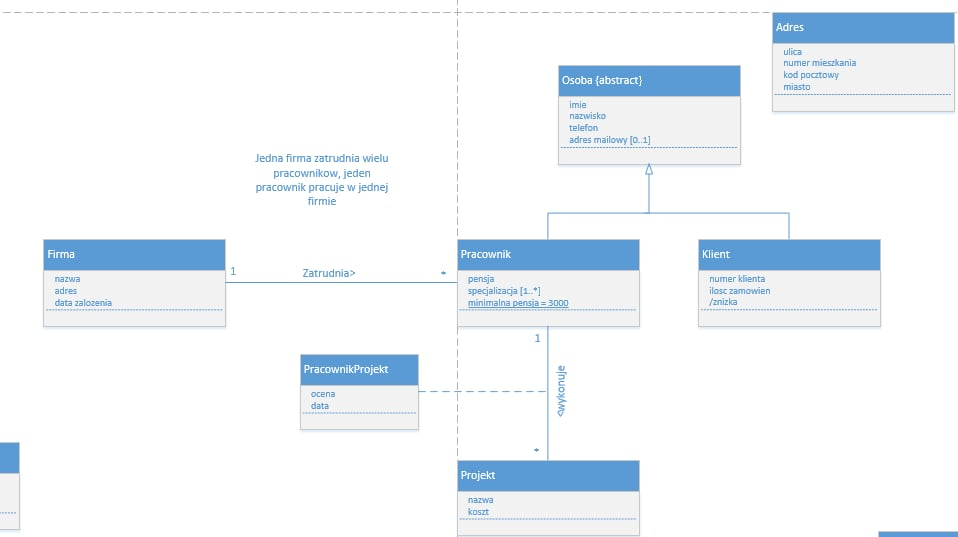 Adres
ulica
numer mieszkania
kod pocztowy
miasto
Osoba {abstract}
imie
nazwisko
telefon
adres mailowy [0..1]
Jedna firma zatrudnia wielu
pracownikow, jeden
pracownik pracuje w jednej
firmie
Firma
nazwa
adres
data zalozenia
1
Zatrudnia>
*
Pracownik
pensja
specjalizacja [1..*]
minimalna pensja = 3000
Klient
numer klienta
ilosc zamowien
/znizka
1
<wykonuje
*
PracownikProjekt
ocena
data
Projekt
nazwa
koszt